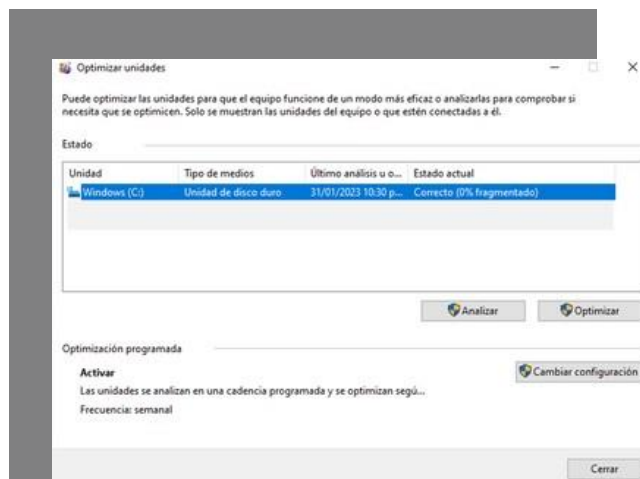 Optimizar unidades
Puede optimizar las unidades para que el equipo funcione de un modo más eficaz o analizarlas para comprobar si
necesita que se optimicen. Solo se muestran las unidades del equipo o que estén conectadas a él.
Estado
Unidad Tipo de medios Último análisis u o... Estado actual
Windows (C:) Unidad de disco duro 31/01/2023 10:30 p... Correcto (0% fragmentado)
Analizar Optimizar
Optimización programada
Activar Cambiar configuración
Las unidades se analizan en una cadencia programada y se optimizan segú...
Frecuencia: semanal
Cerrar